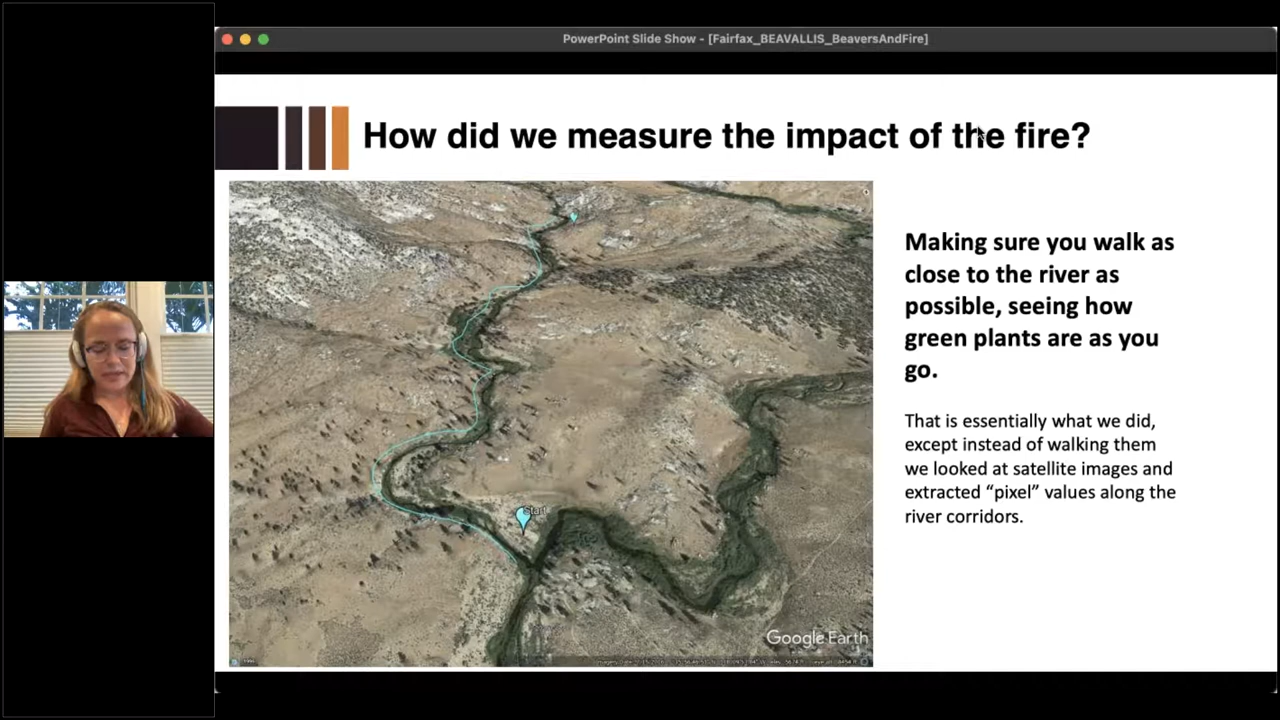 PowerPoint Slide Show - [Fairfax_BEAVALLIS_BeaversAndFire]
How did we measure the impact of the fire?
Making sure you walk as
close to the river as
possible, seeing how
green plants are as you
go.
That is essentially what we did,
except instead of walking them
we looked at satellite images and
extracted “pixel” values along the
river corridors.
Start
Google Earth